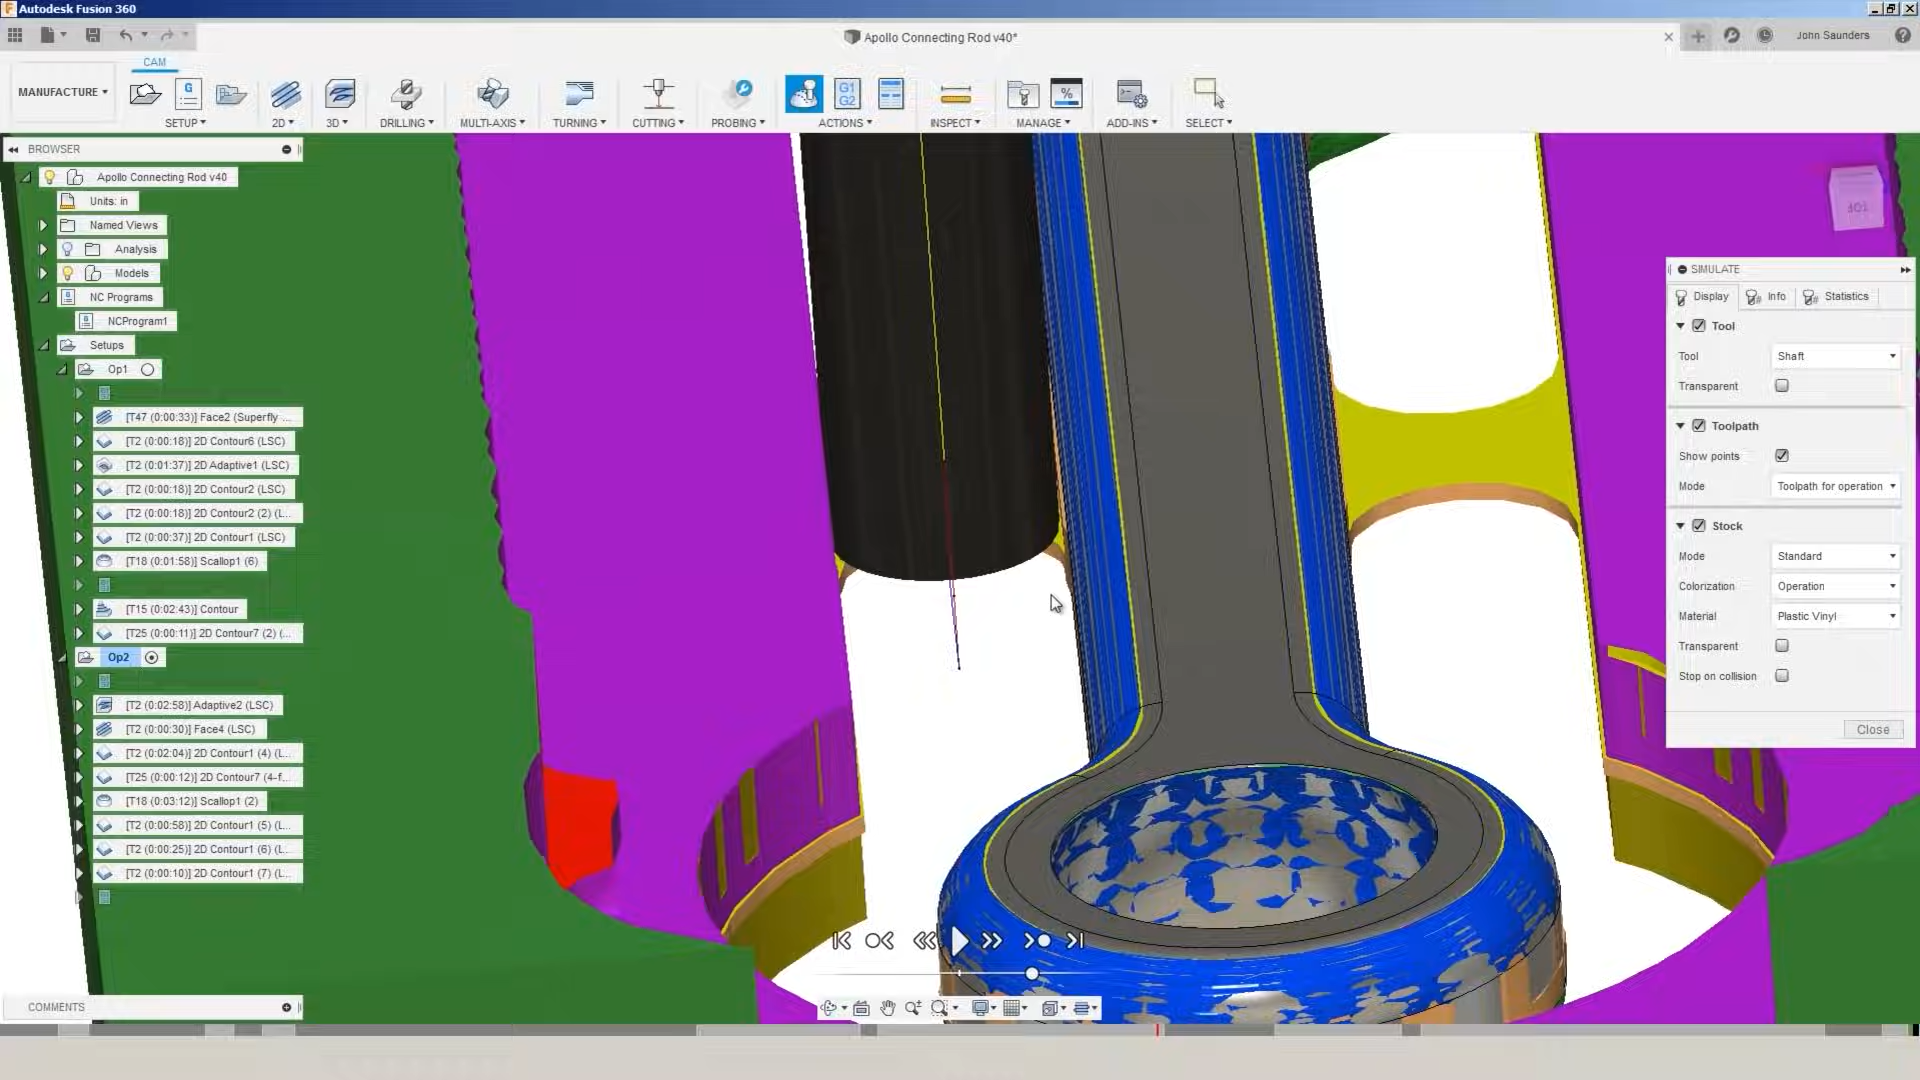 Autodesk Fusion 360
Apollo Connecting Rod v40*
John Saunders
CAM
MANUFACTURE
SETUP
2D
3D
DRILLING
MULTI-AXIS
TURNING
CUTTING
PROBING
ACTIONS
INSPECT
MANAGE
ADD-INS
SELECT
G
G1
G2
%
BROWSER
Apollo Connecting Rod v40
Units: in
Named Views
Analysis
Models
NC Programs
NCProgram1
Setups
Op1
[T47 (0:00:33)] Face2 (Superfly ...
[T2 (0:00:18)] 2D Contour6 (LSC)
[T2 (0:01:37)] 2D Adaptive1 (LSC)
[T2 (0:00:18)] 2D Contour2 (LSC)
[T2 (0:00:18)] 2D Contour2 (2) (L...
[T2 (0:00:37)] 2D Contour1 (LSC)
[T18 (0:01:58)] Scallop1 (6)
[T15 (0:02:43)] Contour
[T25 (0:00:11)] 2D Contour7 (2) (...
Op2
[T2 (0:02:58)] Adaptive2 (LSC)
[T2 (0:00:30)] Face4 (LSC)
[T2 (0:02:04)] 2D Contour1 (4) (L...
[T25 (0:00:12)] 2D Contour7 (4-f...
[T18 (0:03:12)] Scallop1 (2)
[T2 (0:00:58)] 2D Contour1 (5) (L...
[T2 (0:00:25)] 2D Contour1 (6) (L...
[T2 (0:00:10)] 2D Contour1 (7) (L...
COMMENTS
TOP
SIMULATE
Display
Info
Statistics
Tool
Tool Shaft
Transparent
Toolpath
Show points
Mode Toolpath for operation
Stock
Mode Standard
Colorization Operation
Material Plastic Vinyl
Transparent
Stop on collision
Close